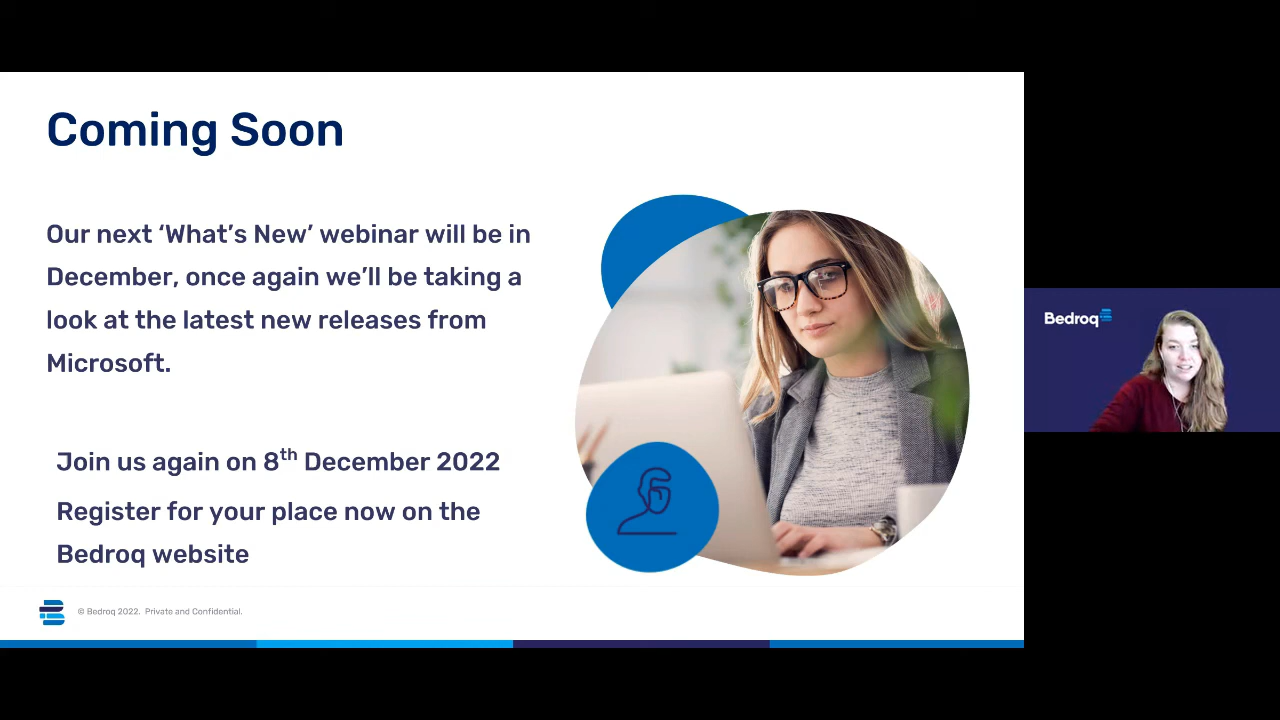 Coming Soon
Our next ‘What’s New’ webinar will be in
December, once again we’ll be taking a
look at the latest new releases from
Microsoft.
Join us again on 8th December 2022
Register for your place now on the
Bedroq website
© Bedroq 2022. Private and Confidential.
Bedroq